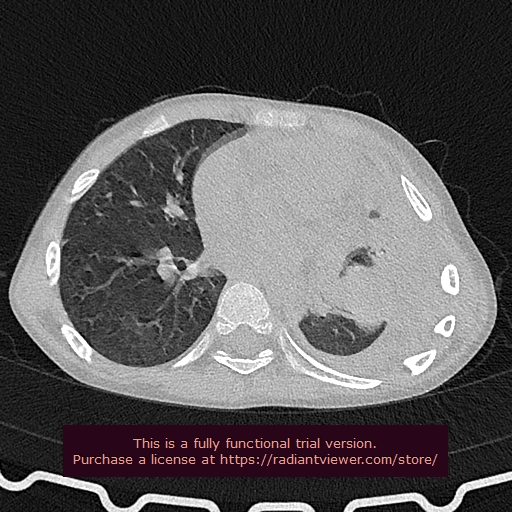 This is a fully functional trial version.
Purchase a license at https://radiantviewer.com/store/